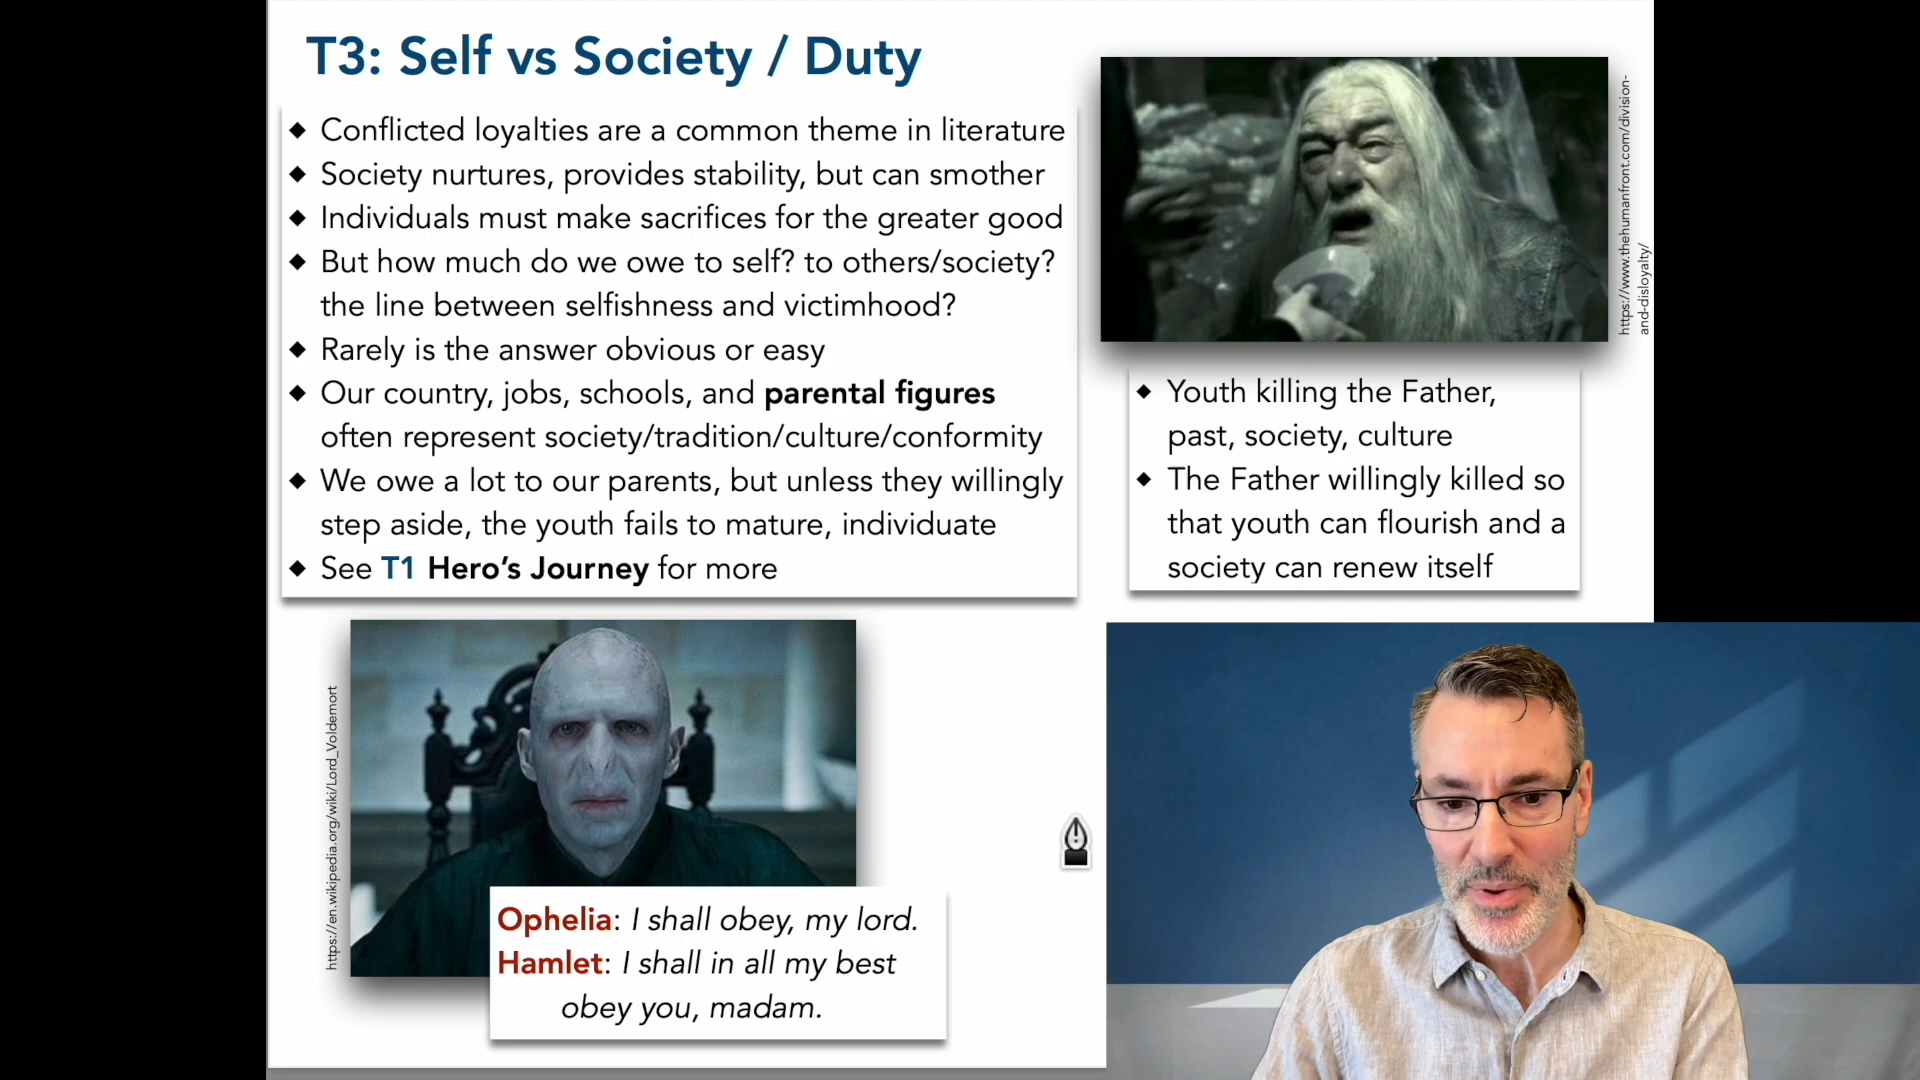 T3: Self vs Society / Duty
◆ Conflicted loyalties are a common theme in literature
◆ Society nurtures, provides stability, but can smother
◆ Individuals must make sacrifices for the greater good
◆ But how much do we owe to self? to others/society?
the line between selfishness and victimhood?
◆ Rarely is the answer obvious or easy
◆ Our country, jobs, schools, and parental figures
often represent society/tradition/culture/conformity
◆ We owe a lot to our parents, but unless they willingly
step aside, the youth fails to mature, individuate
◆ See T1 Hero’s Journey for more
https://www.thehumanfront.com/division-
and-disloyalty/
◆ Youth killing the Father,
past, society, culture
◆ The Father willingly killed so
that youth can flourish and a
society can renew itself
https://en.wikipedia.org/wiki/Lord_Voldemort
Ophelia: I shall obey, my lord.
Hamlet: I shall in all my best
obey you, madam.